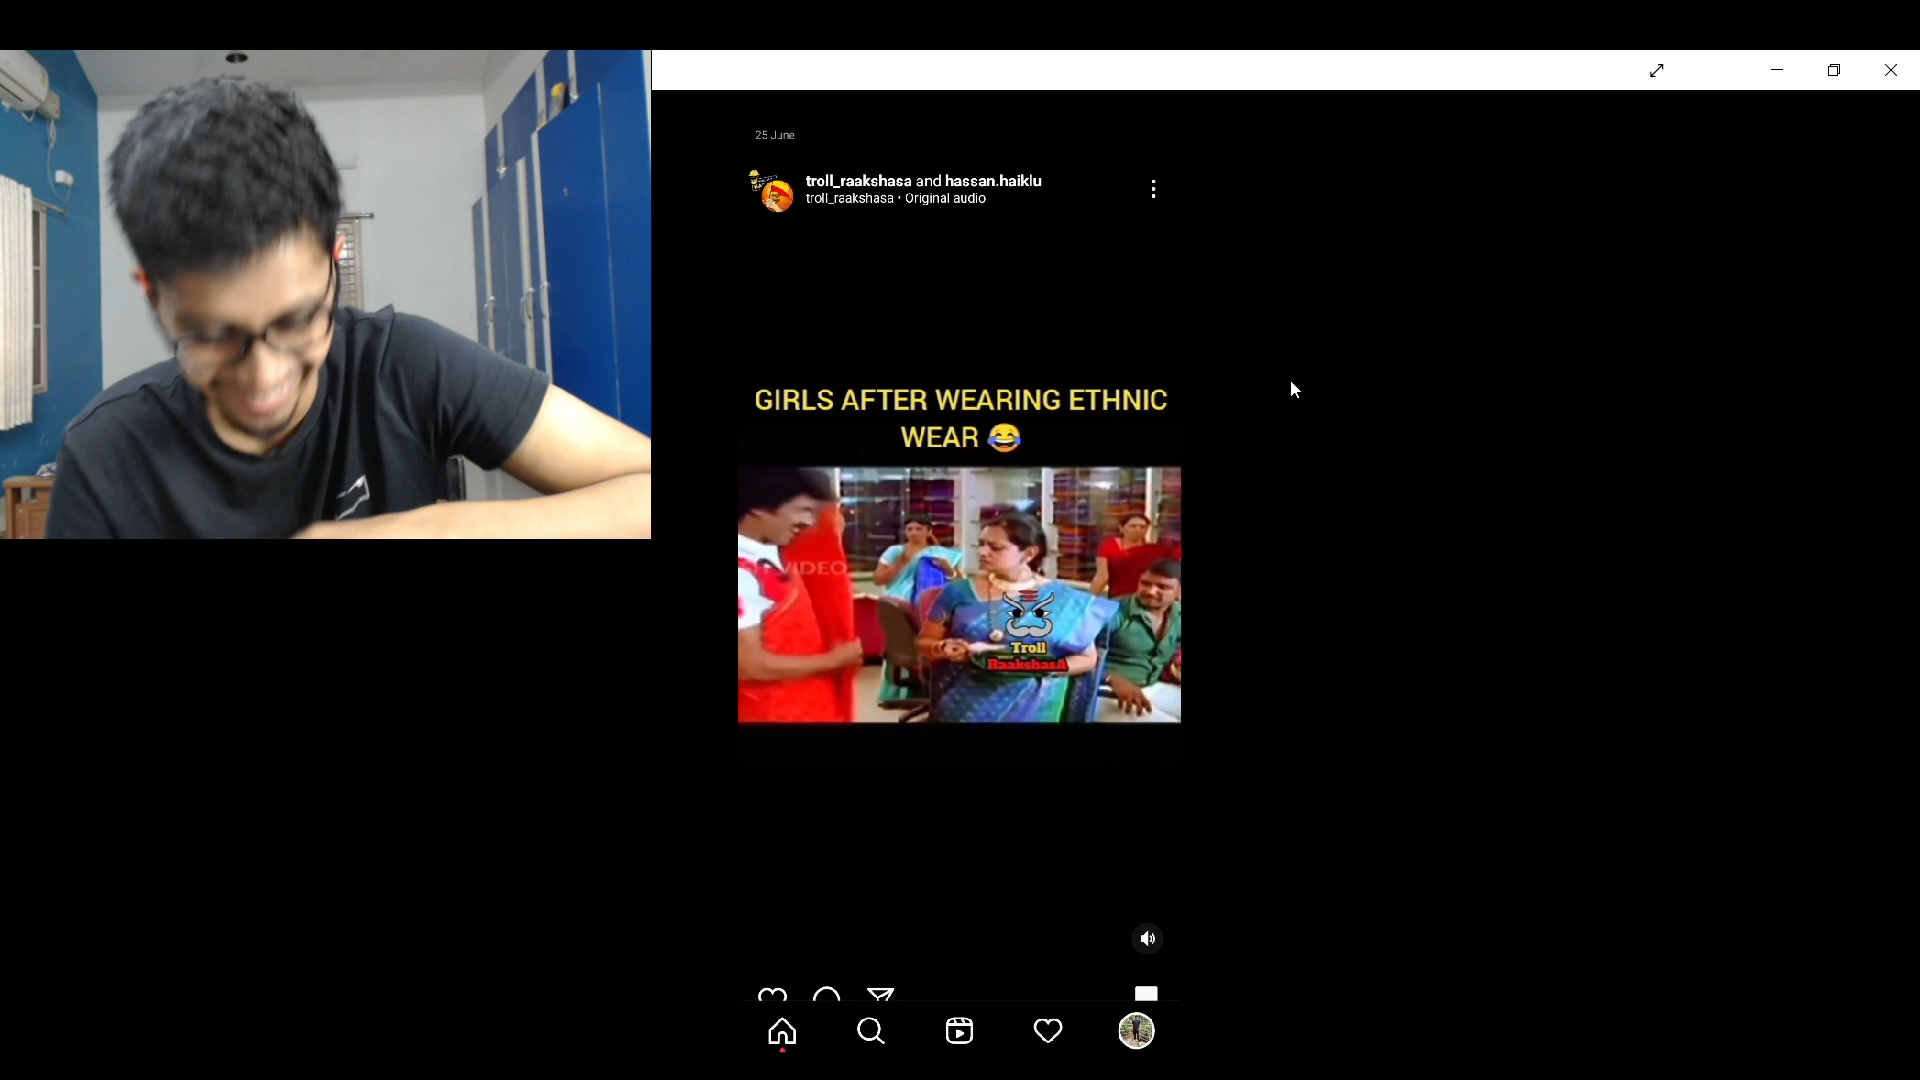 25 June
troll_raakshasa and hassan.haiklu
troll_raakshasa • Original audio
GIRLS AFTER WEARING ETHNIC
WEAR 😂
VIDEO
Troll
RaakshasA